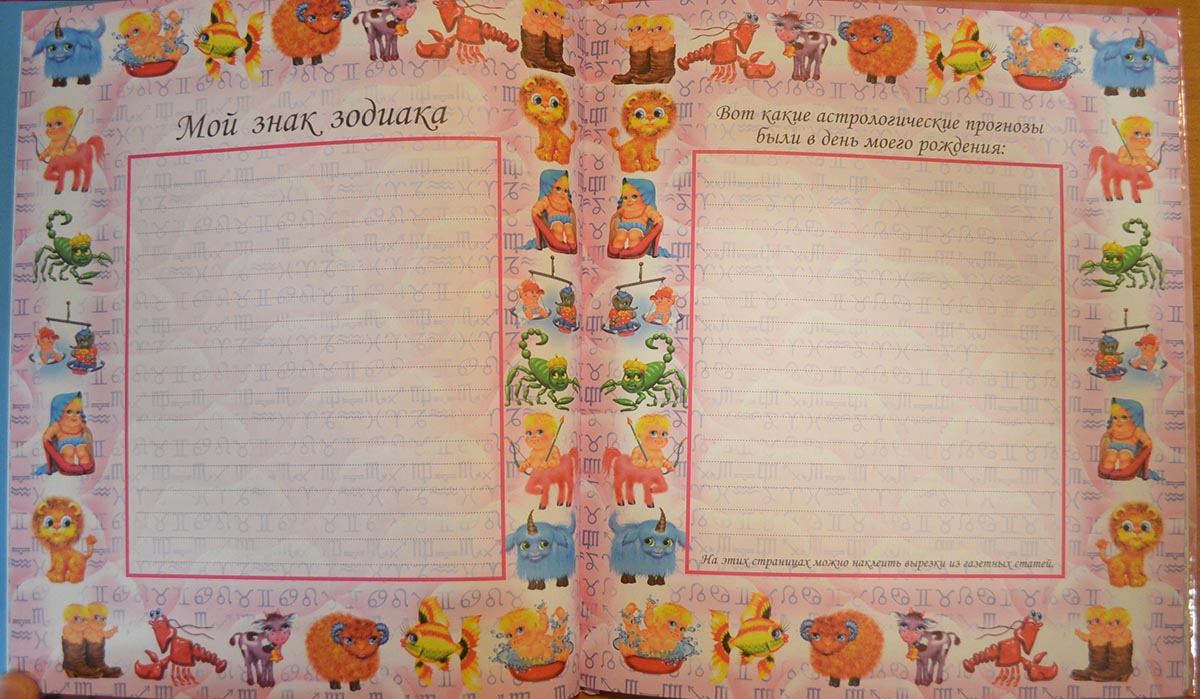 Мой знак зодиака
Вот какие астрологические прогнозы
были в день моего рождения:
На этих страницах можно наклеить вырезки из газетных статей.